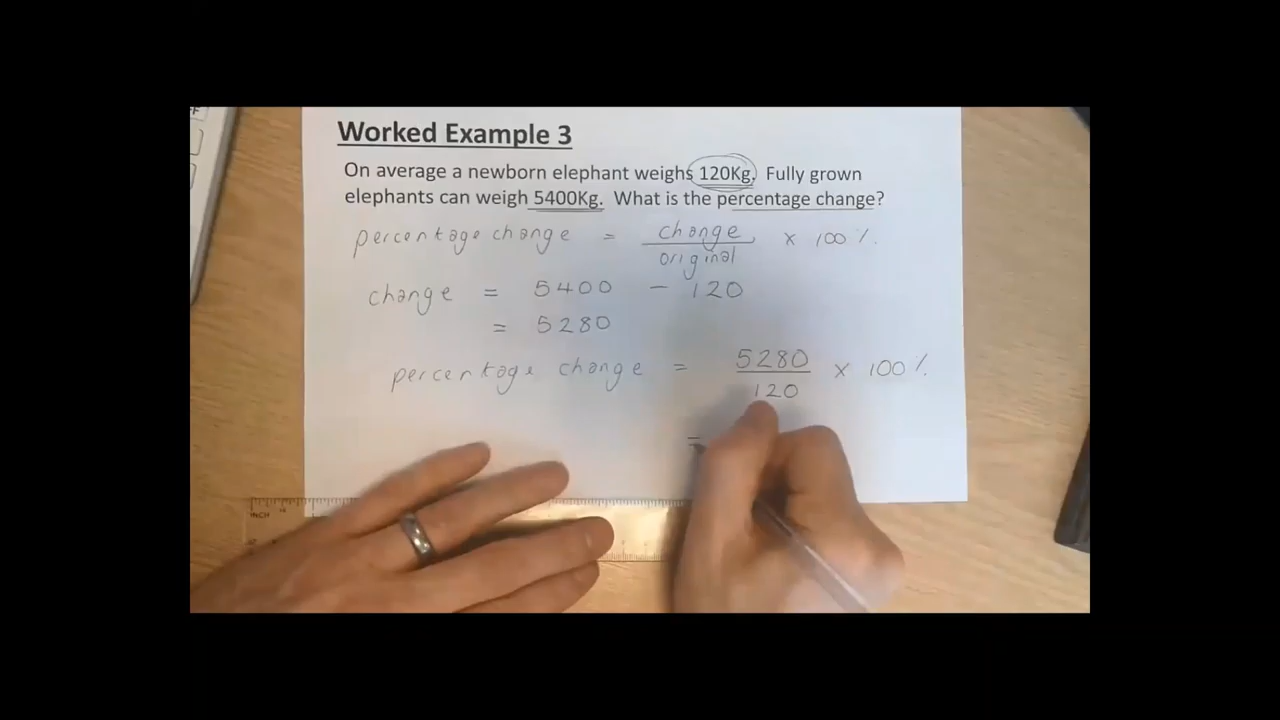 Worked Example 3
On average a newborn elephant weighs 120Kg. Fully grown
elephants can weigh 5400Kg. What is the percentage change?
percentage change = change / original × 100%.
change = 5400 - 120
= 5280
percentage change = 5280 / 120 × 100%.
=
INCH